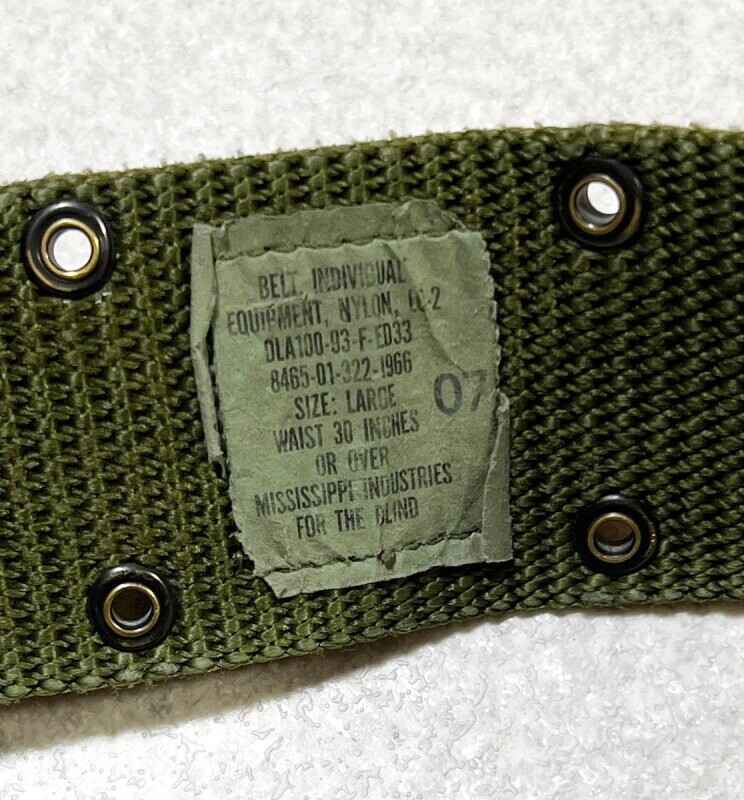 BELT, INDIVIDUAL
EQUIPMENT, NYLON, LC-2
DLA100-93-F-ED33
8465-01-322-1966
SIZE: LARGE
07
WAIST 30 INCHES
OR OVER
MISSISSIPPI INDUSTRIES
FOR THE BLIND